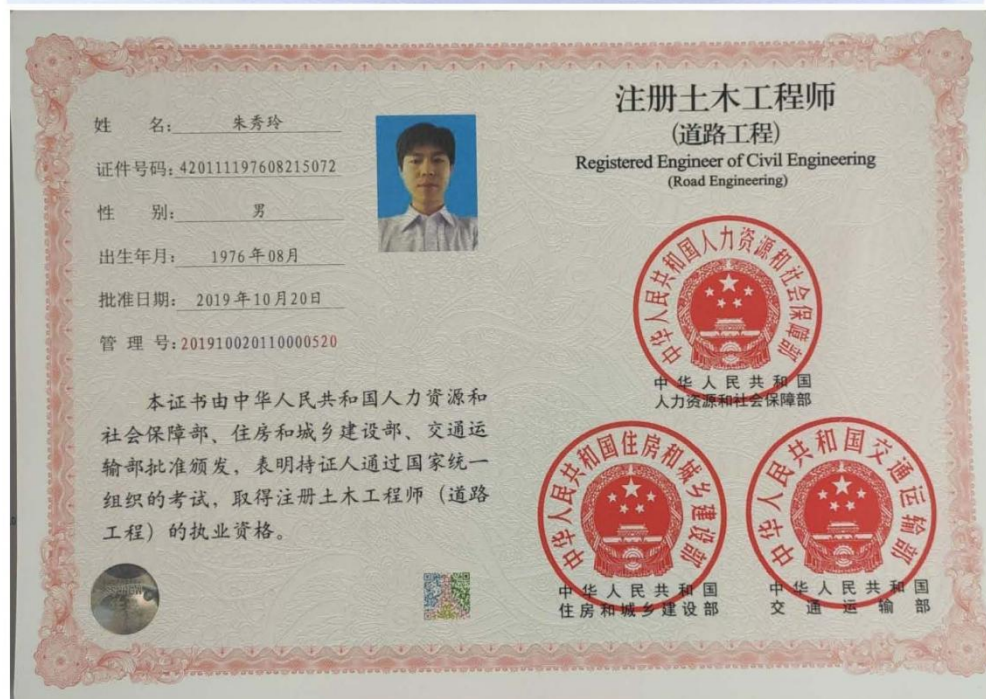 姓 名: 朱秀玲
证件号码: 420111197608215072
性 别: 男
出生年月: 1976年08月
批准日期: 2019年10月20日
管 理 号: 201910020110000520
本证书由中华人民共和国人力资源和
社会保障部、住房和城乡建设部、交通运
输部批准颁发，表明持证人通过国家统一
组织的考试，取得注册土木工程师（道路
工程）的执业资格。
注册土木工程师
(道路工程)
Registered Engineer of Civil Engineering
(Road Engineering)
中华人民共和国人力资源和社会保障部
中华人民共和国
人力资源和社会保障部
中华人民共和国住房和城乡建设部
中华人民共和国
住房和城乡建设部
中华人民共和国交通运输部
中华人民共和国
交通运输部